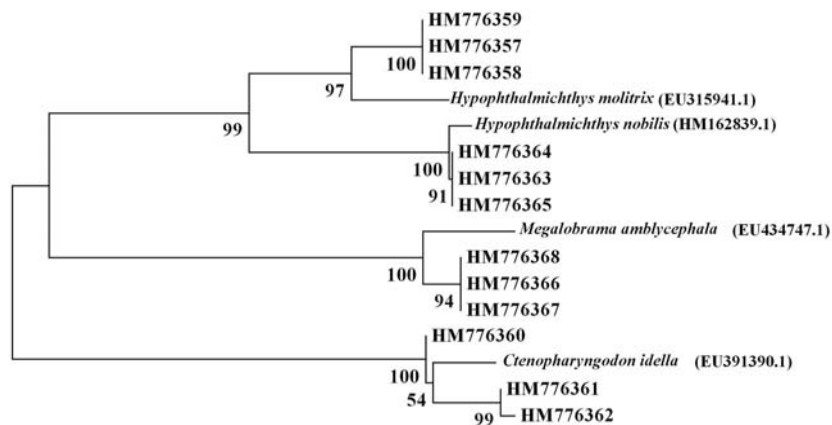 HM776359
HM776357
HM776358
100
97
Hypophthalmichthys molitrix (EU315941.1)
99
Hypophthalmichthys nobilis (HM162839.1)
HM776364
100
HM776363
91
HM776365
Megalobrama amblycephala (EU434747.1)
HM776368
100
HM776366
94
HM776367
HM776360
Ctenopharyngodon idella (EU391390.1)
100
HM776361
54
99
HM776362